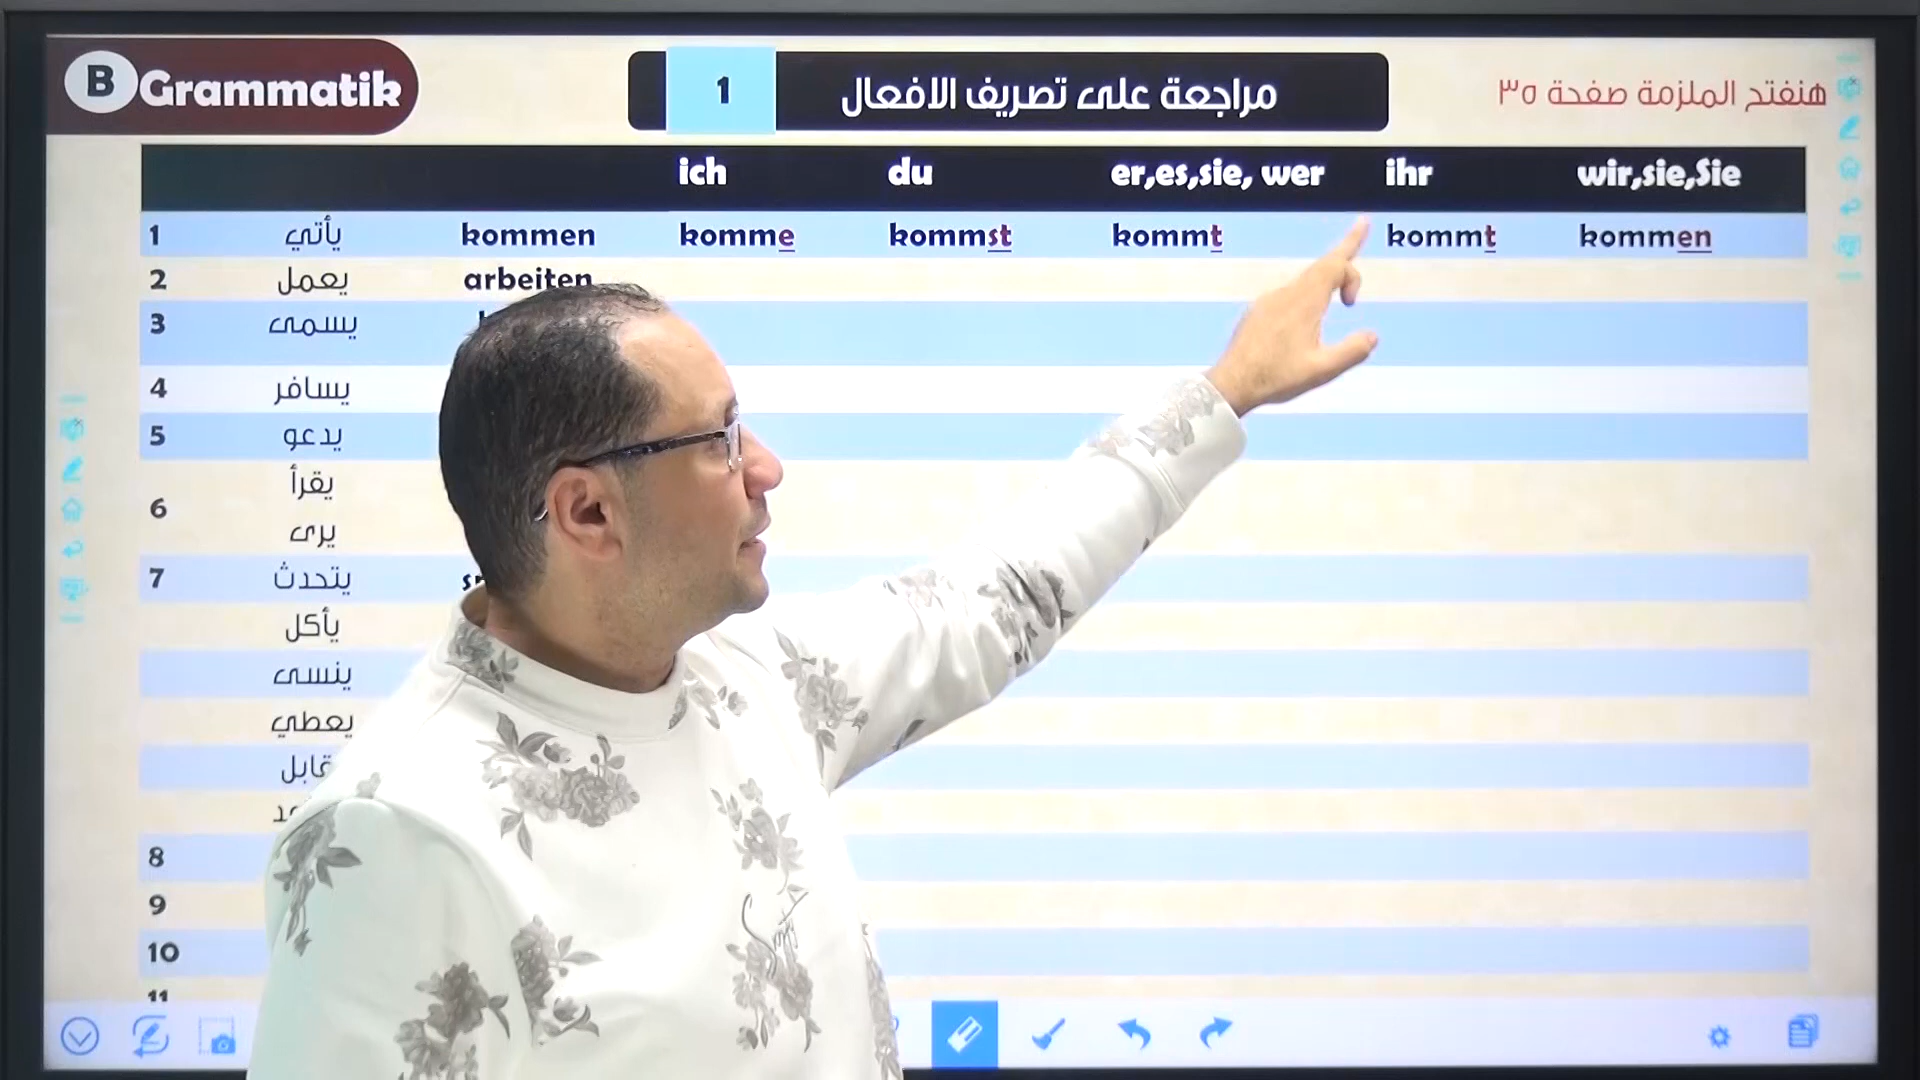 B Grammatik
1 مراجعة على تصريف الافعال
هنفتح الملزمة صفحة ٣٥
ich du er,es,sie, wer ihr wir,sie,Sie
1 يأتي kommen komme kommst kommt kommt kommen
2 يعمل arbeiten
3 يسمى
4 يسافر
5 يدعو
يقرأ
6
يرى
7 يتحدث
يأكل
ينسى
يعطي
8
9
10
11